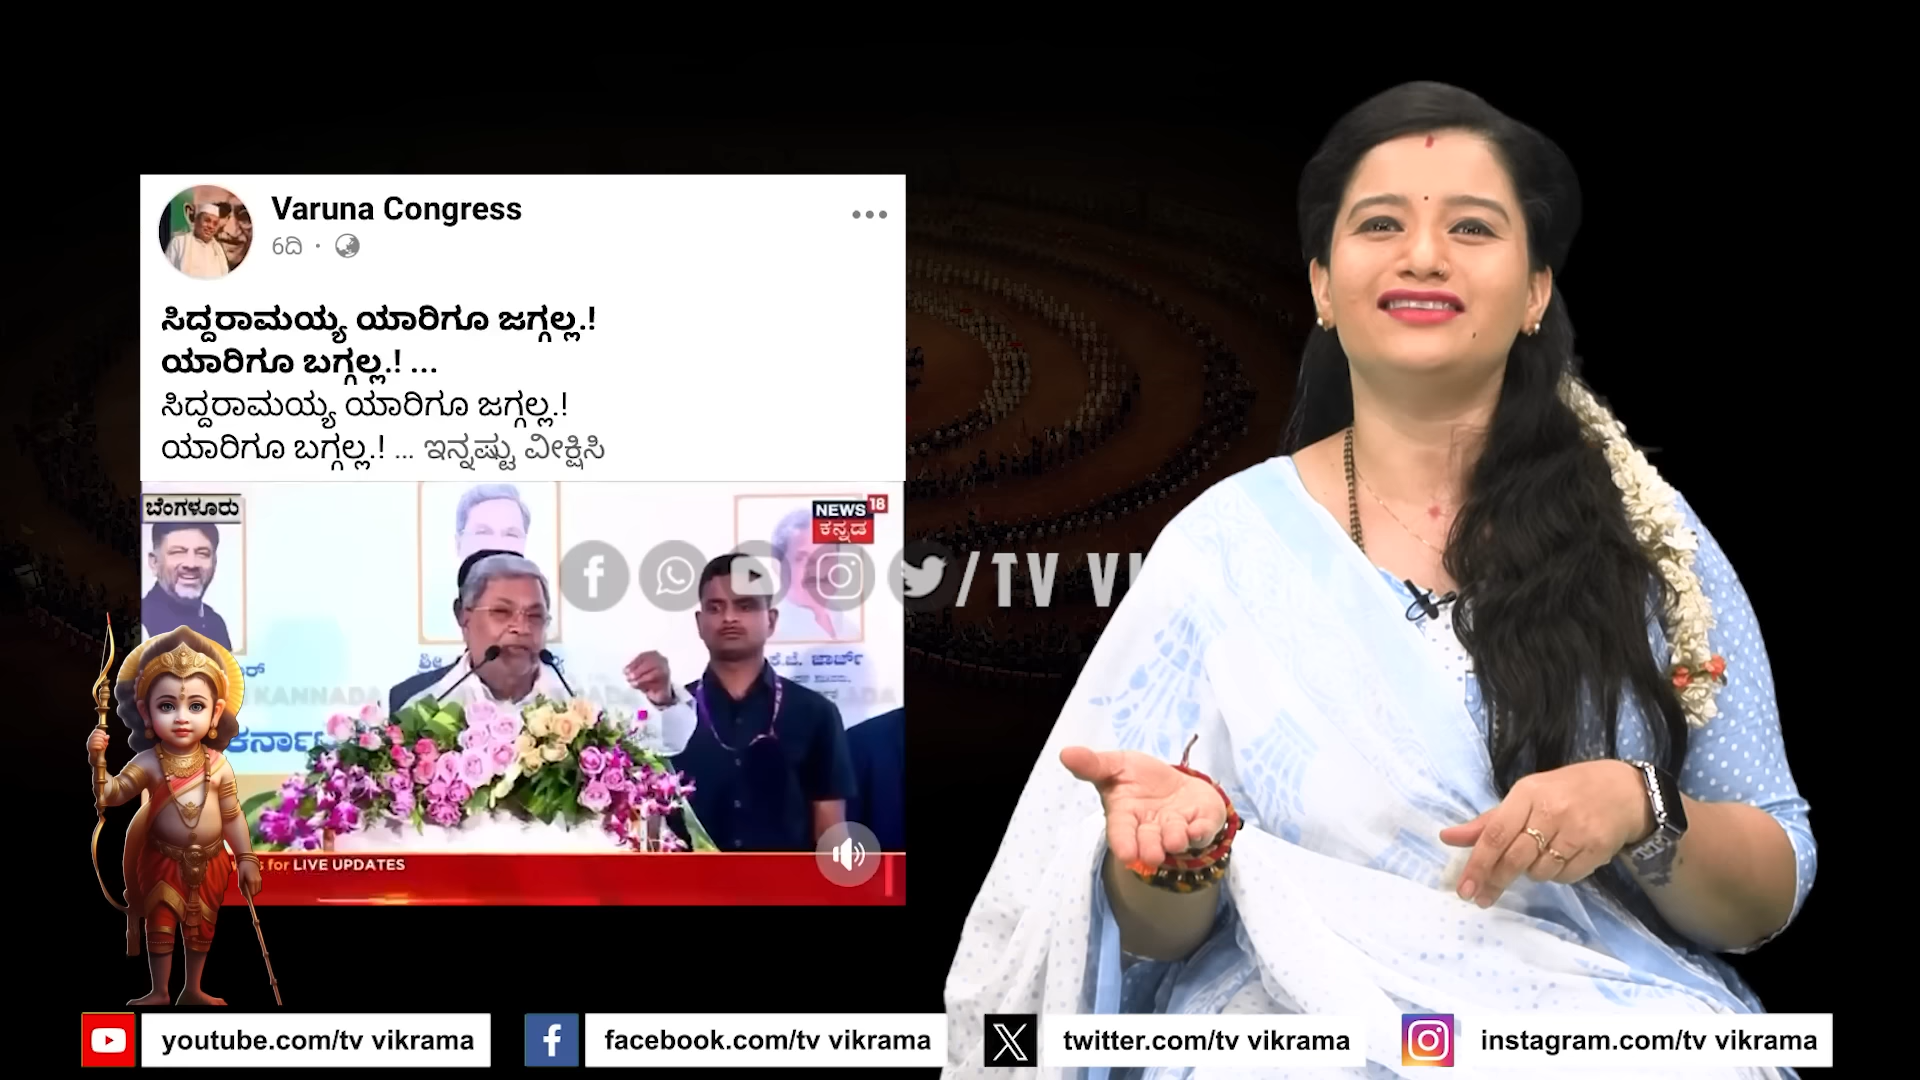 Varuna Congress
6ದಿ ·
ಸಿದ್ದರಾಮಯ್ಯ ಯಾರಿಗೂ ಜಗ್ಗಲ್ಲ.!
ಯಾರಿಗೂ ಬಗ್ಗಲ್ಲ.! ...
ಸಿದ್ದರಾಮಯ್ಯ ಯಾರಿಗೂ ಜಗ್ಗಲ್ಲ.!
ಯಾರಿಗೂ ಬಗ್ಗಲ್ಲ.! ... ಇನ್ನಷ್ಟು ವೀಕ್ಷಿಸಿ
ಬೆಂಗಳೂರು
NEWS 18
ಕನ್ನಡ
/TV
ಕೆ.ಜೆ. ಜಾರ್ಜ್
KANNADA
for LIVE UPDATES
youtube.com/tv vikrama
facebook.com/tv vikrama
twitter.com/tv vikrama
instagram.com/tv vikrama